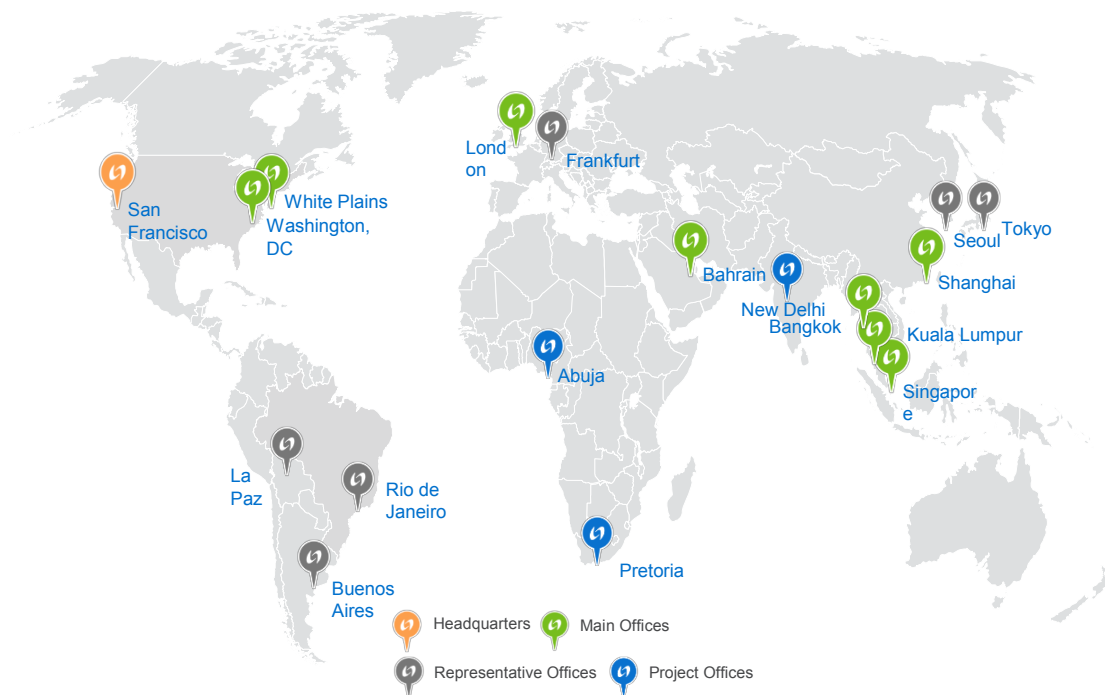 Lond
on
Frankfurt
San
Francisco
White Plains
Washington,
DC
Seoul
Tokyo
Bahrain
Shanghai
New Delhi
Bangkok
Kuala Lumpur
Abuja
Singapor
e
La
Paz
Rio de
Janeiro
Pretoria
Buenos
Aires
Headquarters
Main Offices
Representative Offices
Project Offices